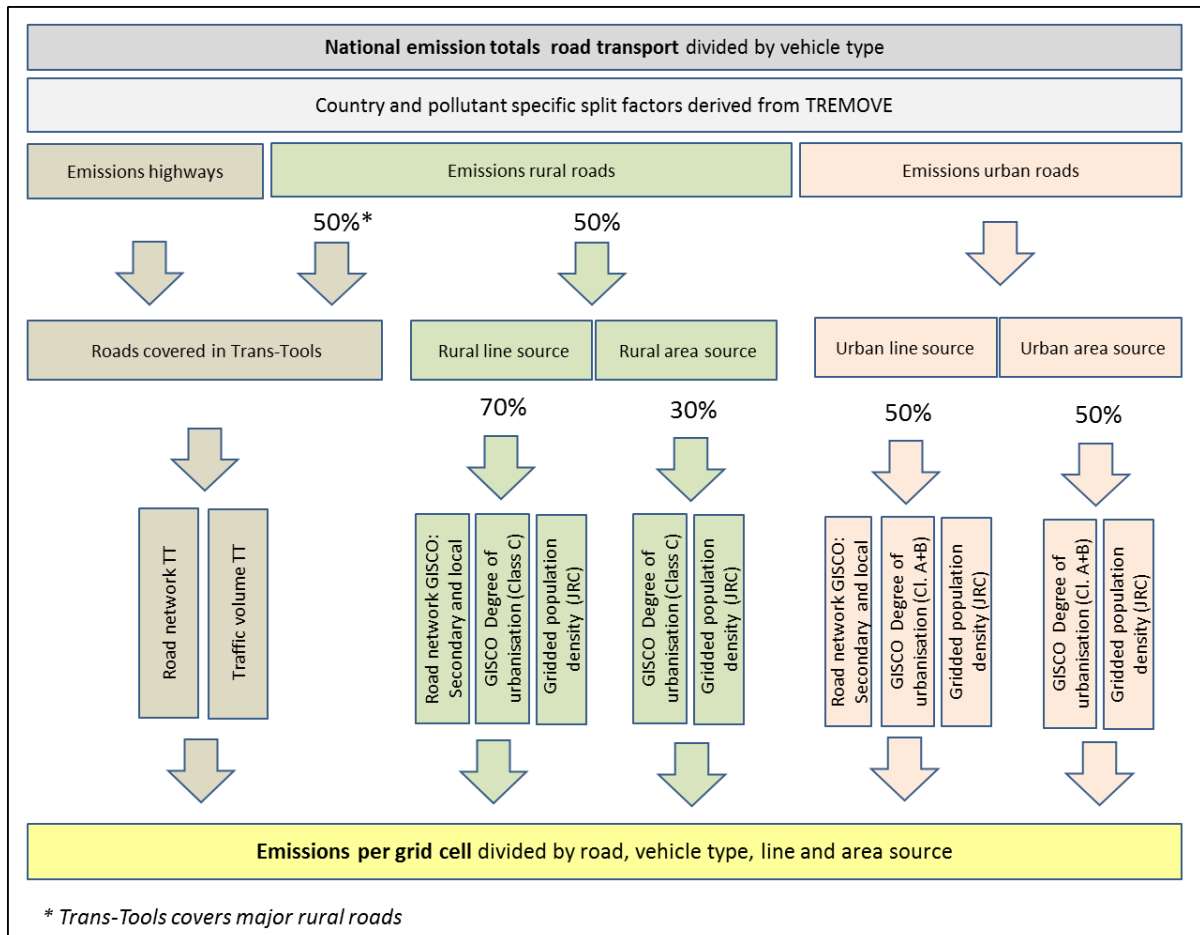 National emission totals road transport divided by vehicle type
Country and pollutant specific split factors derived from TREMOVE
Emissions highways
Emissions rural roads
Emissions urban roads
50%*
50%
Roads covered in Trans-Tools
Rural line source
Rural area source
Urban line source
Urban area source
70%
30%
50%
50%
Road network TT
Traffic volume TT
Road network GISCO:
Secondary and local
GISCO Degree of
urbanisation (Class C)
Gridded population
density (JRC)
GISCO Degree of
urbanisation (Class C)
Gridded population
density (JRC)
Road network GISCO:
Secondary and local
GISCO Degree of
urbanisation (Cl. A+B)
Gridded population
density (JRC)
GISCO Degree of
urbanisation (Cl. A+B)
Gridded population
density (JRC)
Emissions per grid cell divided by road, vehicle type, line and area source
* Trans-Tools covers major rural roads